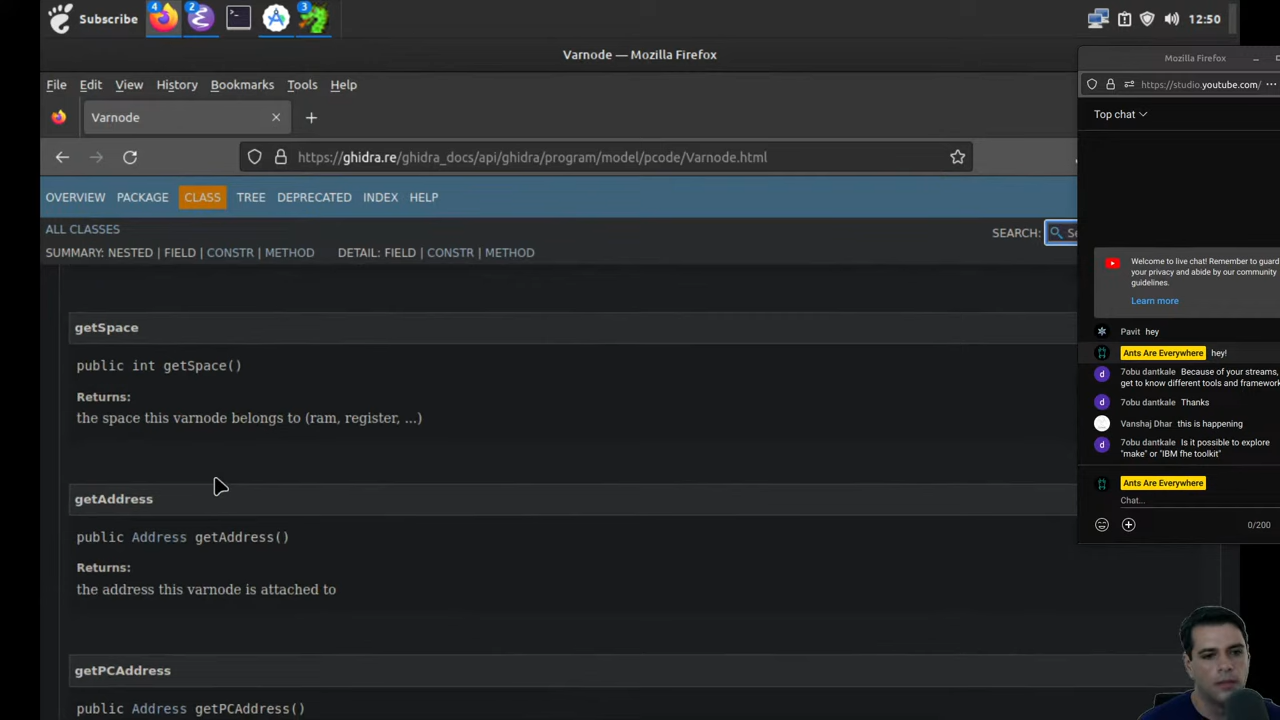 4 2 3
Subscribe 12:50
Varnode — Mozilla Firefox
File Edit View History Bookmarks Tools Help
Varnode
https://ghidra.re/ghidra_docs/api/ghidra/program/model/pcode/Varnode.html
OVERVIEW PACKAGE CLASS TREE DEPRECATED INDEX HELP
ALL CLASSES
SEARCH:
SUMMARY: NESTED | FIELD | CONSTR | METHOD DETAIL: FIELD | CONSTR | METHOD
getSpace
public int getSpace()
Returns:
the space this varnode belongs to (ram, register, ...)
getAddress
public Address getAddress()
Returns:
the address this varnode is attached to
getPCAddress
public Address getPCAddress()
Mozilla Firefox
https://studio.youtube.com/
Top chat
Welcome to live chat! Remember to guard
your privacy and abide by our community
guidelines.
Learn more
Pavit hey
Ants Are Everywhere hey!
7obu dantkale Because of your streams,
get to know different tools and framework
7obu dantkale Thanks
Vanshaj Dhar this is happening
7obu dantkale Is it possible to explore
"make" or "IBM fhe toolkit"
Ants Are Everywhere
Chat...
0/200